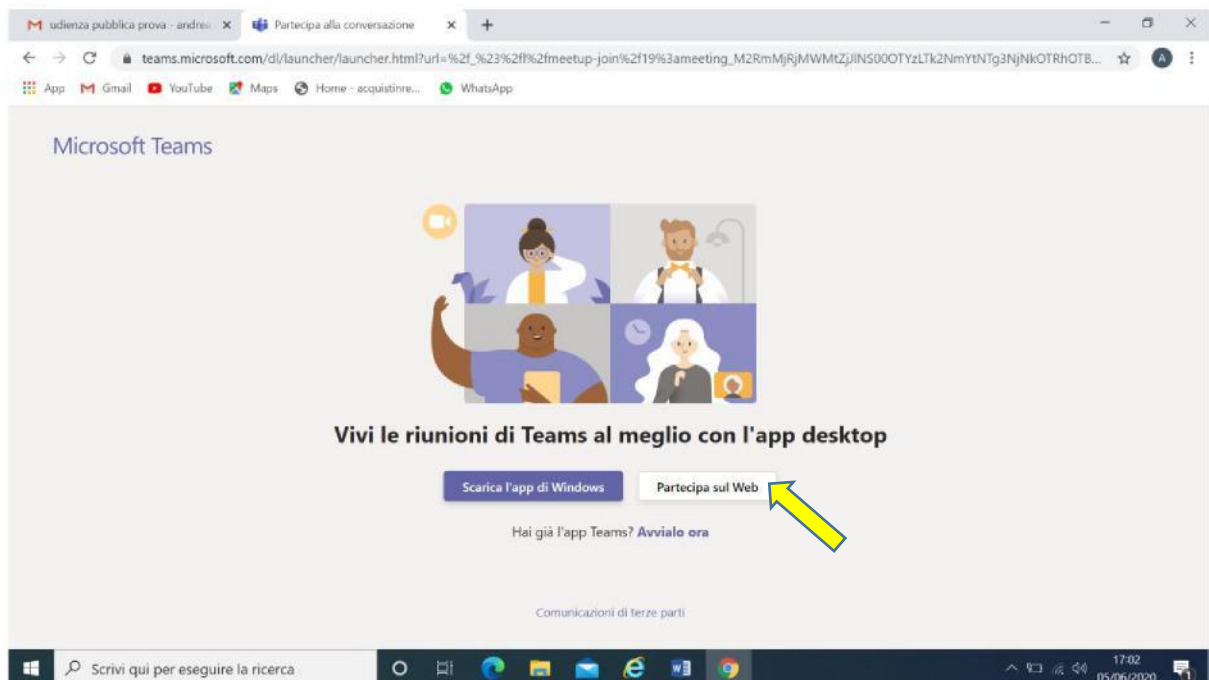 udienza pubblica prova - andrea
Partecipa alla conversazione
teams.microsoft.com/dl/launcher/launcher.html?url=%2f_%23%2fl%2fmeetup-join%2f19%3ameeting_
App Gmail YouTube Maps Home - acquistinre... WhatsApp
A
Microsoft Teams
Vivi le riunioni di Teams al meglio con l'app desktop
Scarica l'app di Windows Partecipa sul Web
Hai già l'app Teams? Avvialo ora
Comunicazioni di terze parti
Scrivi qui per eseguire la ricerca
17:02
05/06/2020
1